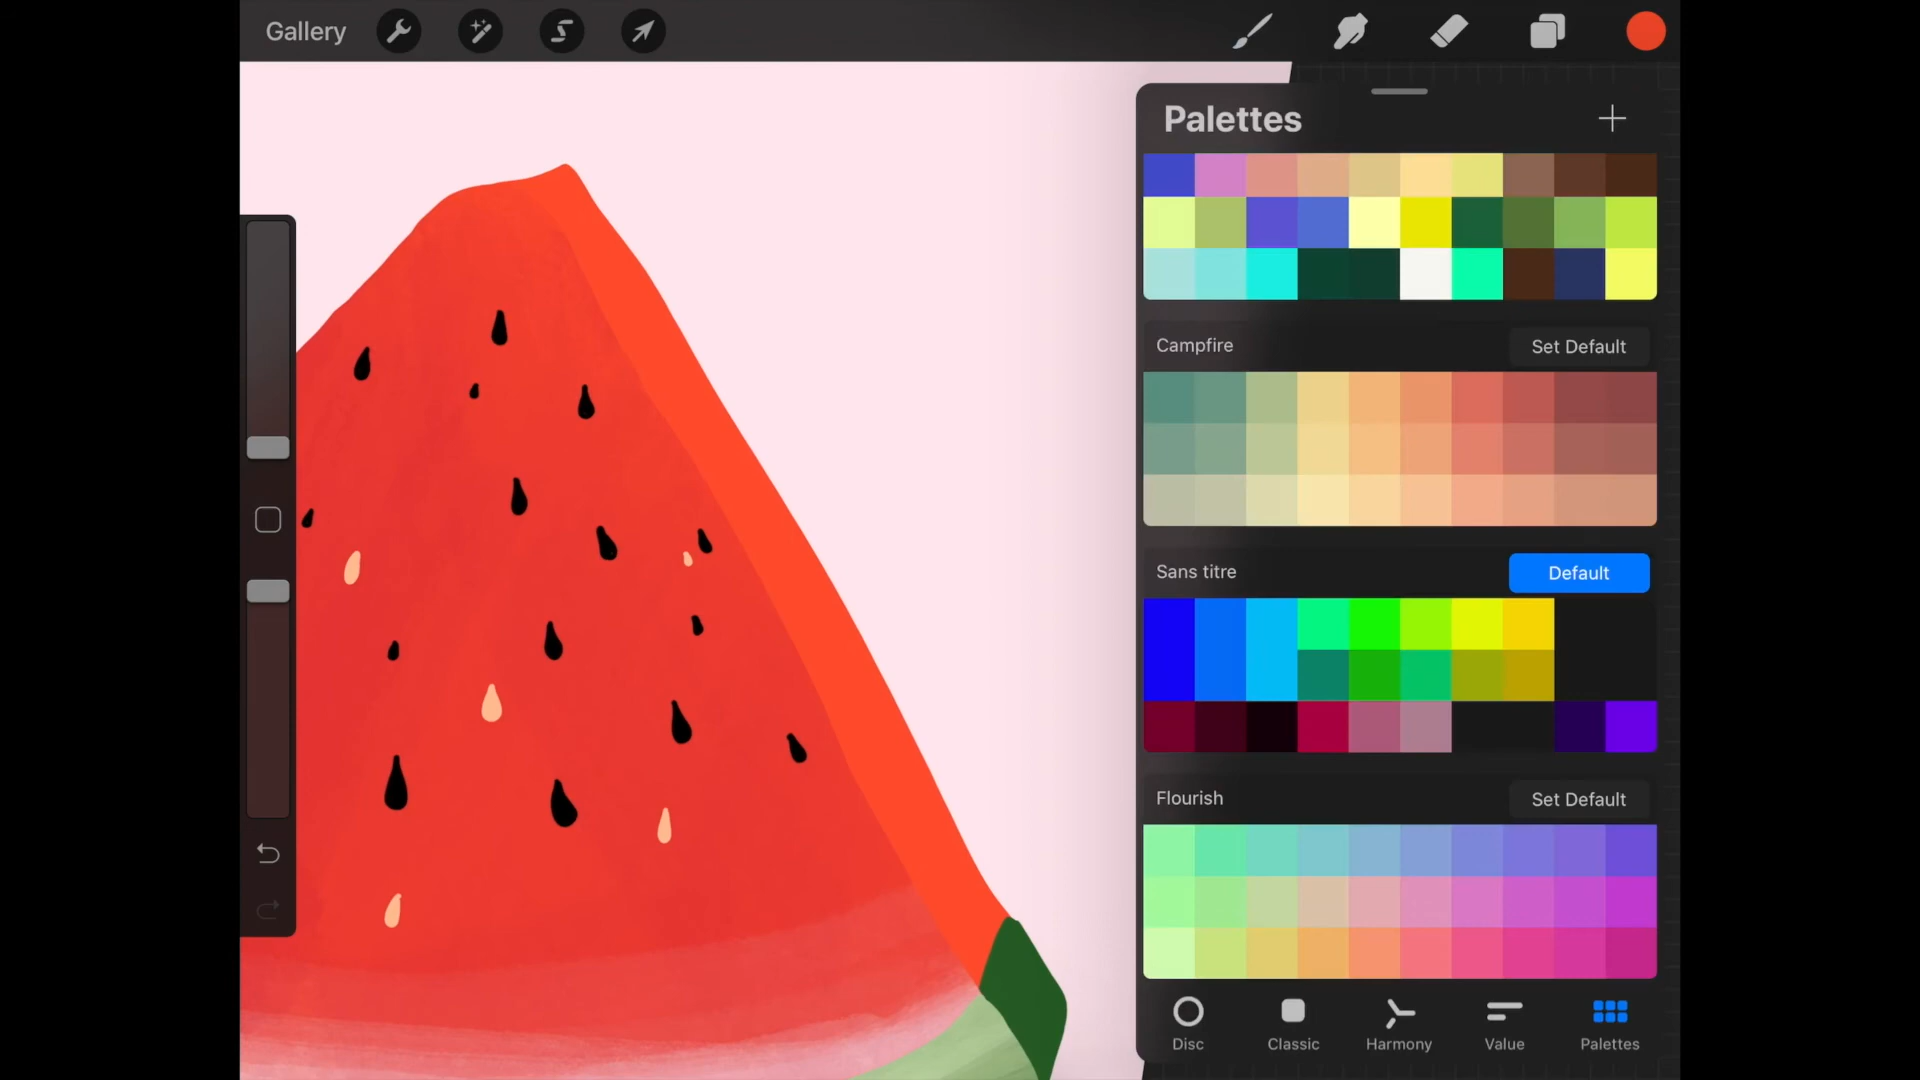 Gallery
Palettes
Campfire
Set Default
Sans titre
Default
Flourish
Set Default
Disc
Classic
Harmony
Value
Palettes